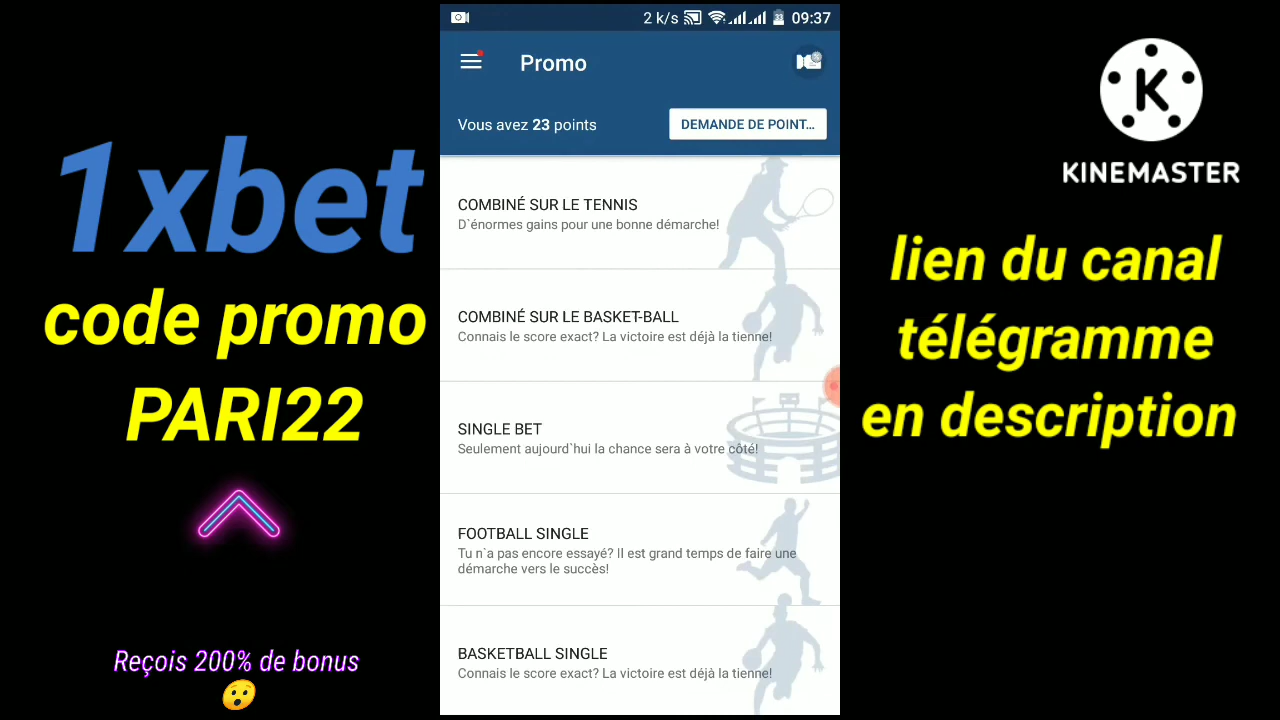 2 k/s 33 09:37
Promo
Vous avez 23 points
DEMANDE DE POINT...
COMBINÉ SUR LE TENNIS
D`énormes gains pour une bonne démarche!
COMBINÉ SUR LE BASKET-BALL
Connais le score exact? La victoire est déjà la tienne!
SINGLE BET
Seulement aujourd`hui la chance sera à votre côté!
FOOTBALL SINGLE
Tu n`a pas encore essayé? Il est grand temps de faire une
démarche vers le succès!
BASKETBALL SINGLE
Connais le score exact? La victoire est déjà la tienne!
1xbet
code promo
PARI22
Reçois 200% de bonus
K
KINEMASTER
lien du canal
télégramme
en description